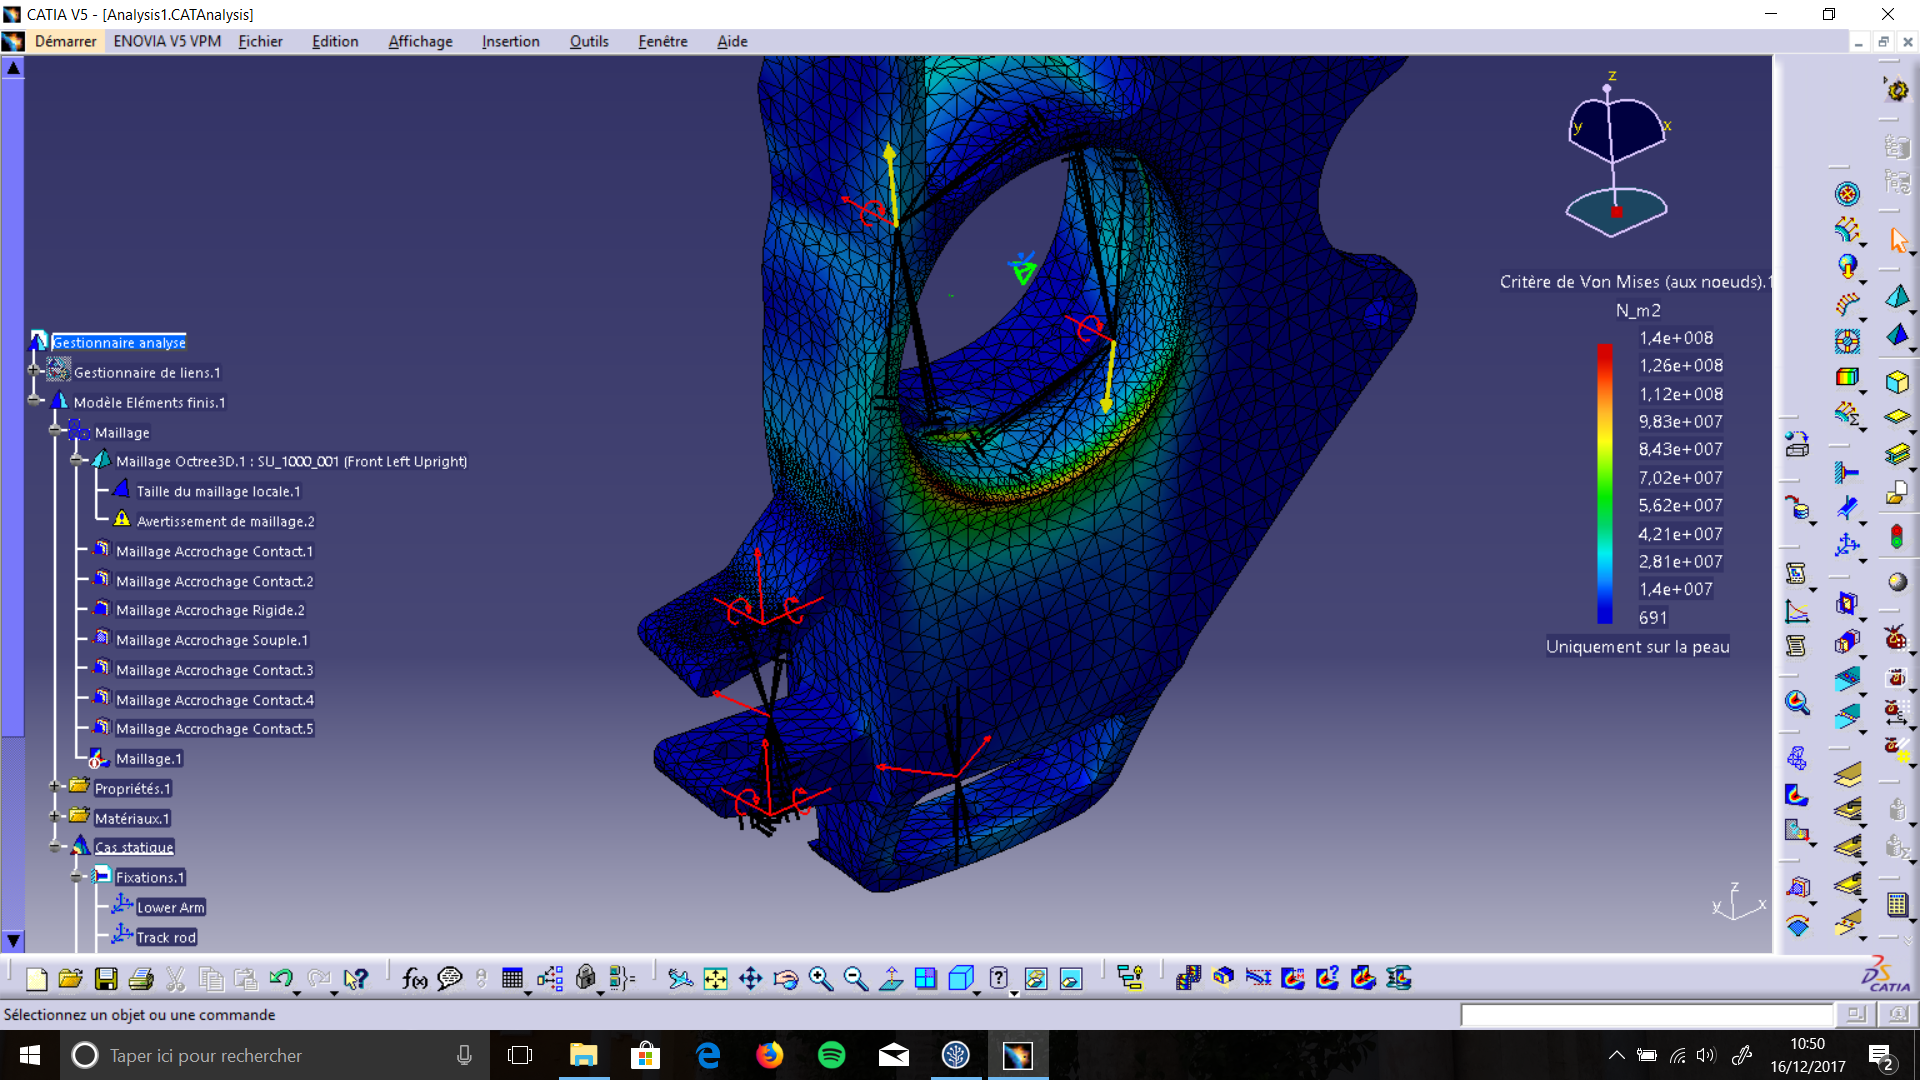 CATIA V5 - [Analysis1.CATAnalysis]
Démarrer ENOVIA V5 VPM Fichier Edition Affichage Insertion Outils Fenêtre Aide
z
y
x
Critère de Von Mises (aux noeuds).1
N_m2
1,4e+008
1,26e+008
1,12e+008
9,83e+007
8,43e+007
7,02e+007
5,62e+007
4,21e+007
2,81e+007
1,4e+007
691
Uniquement sur la peau
Gestionnaire analyse
Gestionnaire de liens.1
Modèle Eléments finis.1
Maillage
Maillage Octree3D.1 : SU_1000_001 (Front Left Upright)
Taille du maillage locale.1
Avertissement de maillage.2
Maillage Accrochage Contact.1
Maillage Accrochage Contact.2
Maillage Accrochage Rigide.2
Maillage Accrochage Souple.1
Maillage Accrochage Contact.3
Maillage Accrochage Contact.4
Maillage Accrochage Contact.5
Maillage.1
Propriétés.1
Matériaux.1
Cas statique
Fixations.1
Lower Arm
Track rod
z
y
x
f(x)
CATIA
Sélectionnez un objet ou une commande
Taper ici pour rechercher
10:50
16/12/2017
2